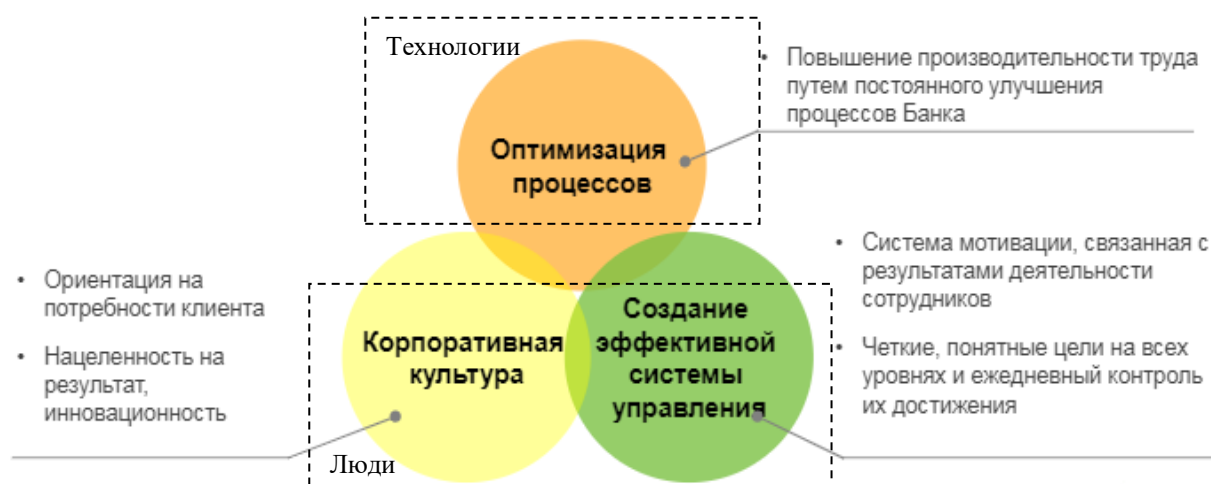 Технологии
Оптимизация
процессов
• Повышение производительности труда
путем постоянного улучшения
процессов Банка
• Ориентация на
потребности клиента
• Нацеленность на
результат,
инновационность
Корпоративная
культура
Создание
эффективной
системы
управления
• Система мотивации, связанная с
результатами деятельности
сотрудников
• Четкие, понятные цели на всех
уровнях и ежедневный контроль
их достижения
Люди